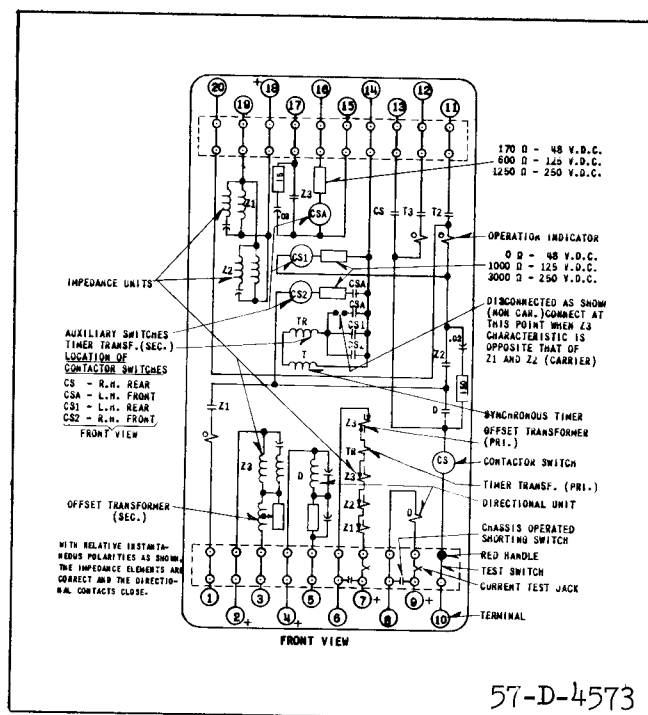 20 19 +18 17 16 15 14 13 12 11
170 Ω - 48 V.D.C.
600 Ω - 125 V.D.C.
1250 Ω - 250 V.D.C.
Z1
Z3
CSA
CS
T3
T2
OPERATION INDICATOR
0 Ω - 48 V.D.C.
1000 Ω - 125 V.D.C.
3000 Ω - 250 V.D.C.
Z2
CS1
CS2
CSA
CSA
CS1
IMPEDANCE UNITS
DISCONNECTED AS SHOWN
(NON CAR.) CONNECT AT
THIS POINT WHEN Z3
CHARACTERISTIC IS
OPPOSITE THAT OF
Z1 AND Z2 (CARRIER)
AUXILIARY SWITCHES
TIMER TRANSF.(SEC.)
LOCATION OF
CONTACTOR SWITCHES
CS - R.H. REAR
CSA - L.H. FRONT
CS1 - L.H. REAR
CS2 - R.H. FRONT
FRONT VIEW
TR
T
Z2
D
Z1
SYNCHRONOUS TIMER
OFFSET TRANSFORMER
(PRI.)
Z3
TR
Z3
Z2
Z1
Z3
D
D
CS
CONTACTOR SWITCH
TIMER TRANSF. (PRI.)
DIRECTIONAL UNIT
CHASSIS OPERATED
SHORTING SWITCH
OFFSET TRANSFORMER
(SEC.)
WITH RELATIVE INSTANTA-
NEOUS POLARITIES AS SHOWN,
THE IMPEDANCE ELEMENTS ARE
CORRECT AND THE DIRECTIO-
NAL CONTACTS CLOSE.
RED HANDLE
TEST SWITCH
CURRENT TEST JACK
TERMINAL
1 2+ 3 4+ 5 6 7+ 8 9+ 10
FRONT VIEW
57-D-4573